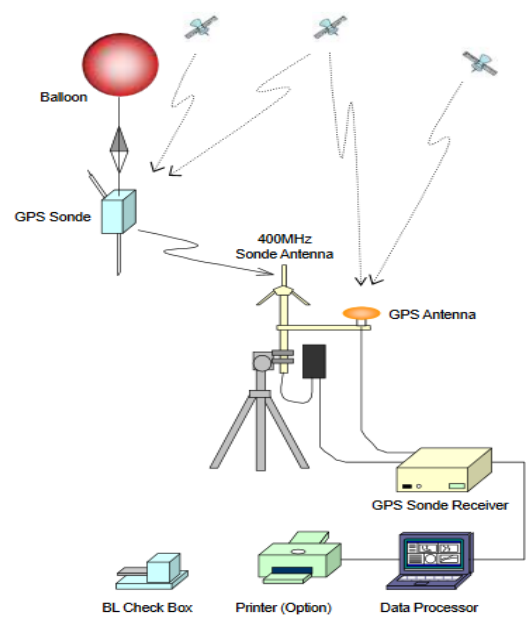 Balloon
GPS Sonde
400MHz
Sonde Antenna
GPS Antenna
GPS Sonde Receiver
BL Check Box
Printer (Option)
Data Processor